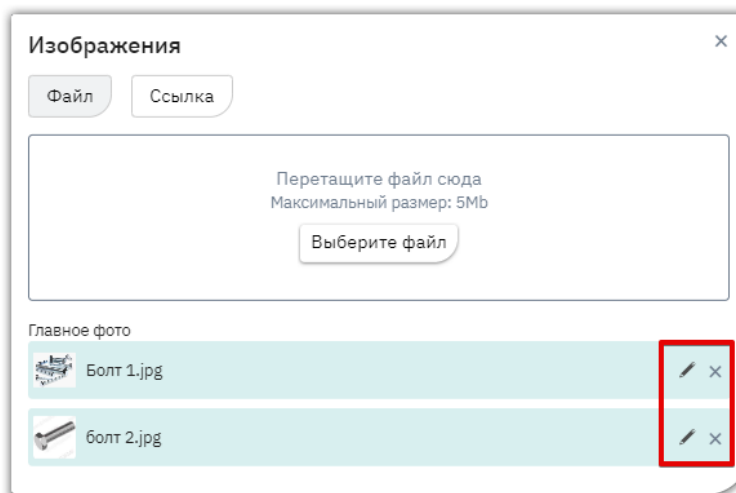 Изображения
Файл
Ссылка
Перетащите файл сюда
Максимальный размер: 5Mb
Выберите файл
Главное фото
Болт 1.jpg
болт 2.jpg